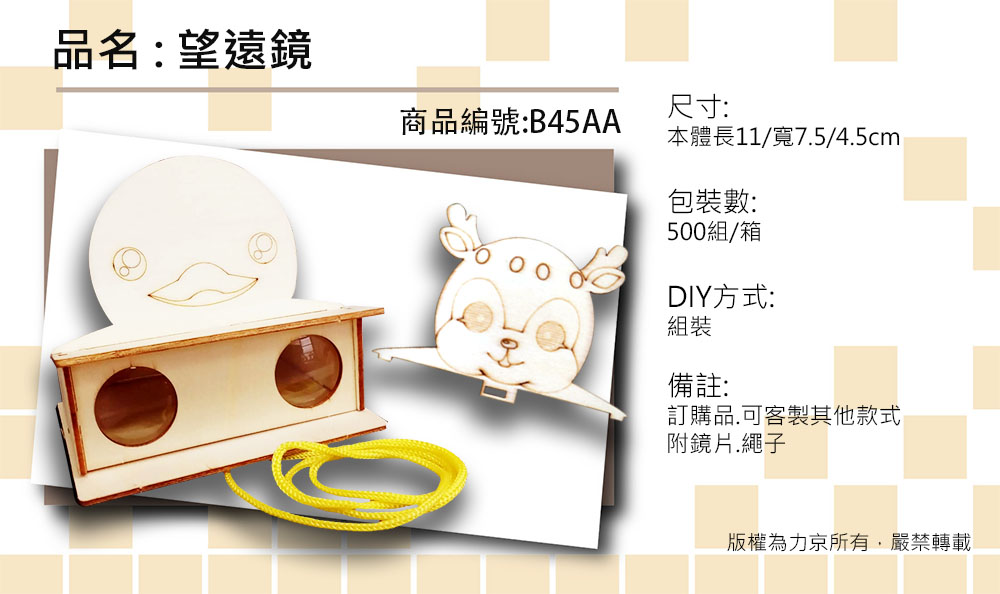 品名 : 望遠鏡
商品編號:B45AA
尺寸:
本體長11/寬7.5/4.5cm
包裝數:
500組/箱
DIY方式:
組裝
備註:
訂購品.可客製其他款式
附鏡片.繩子
版權為力京所有，嚴禁轉載